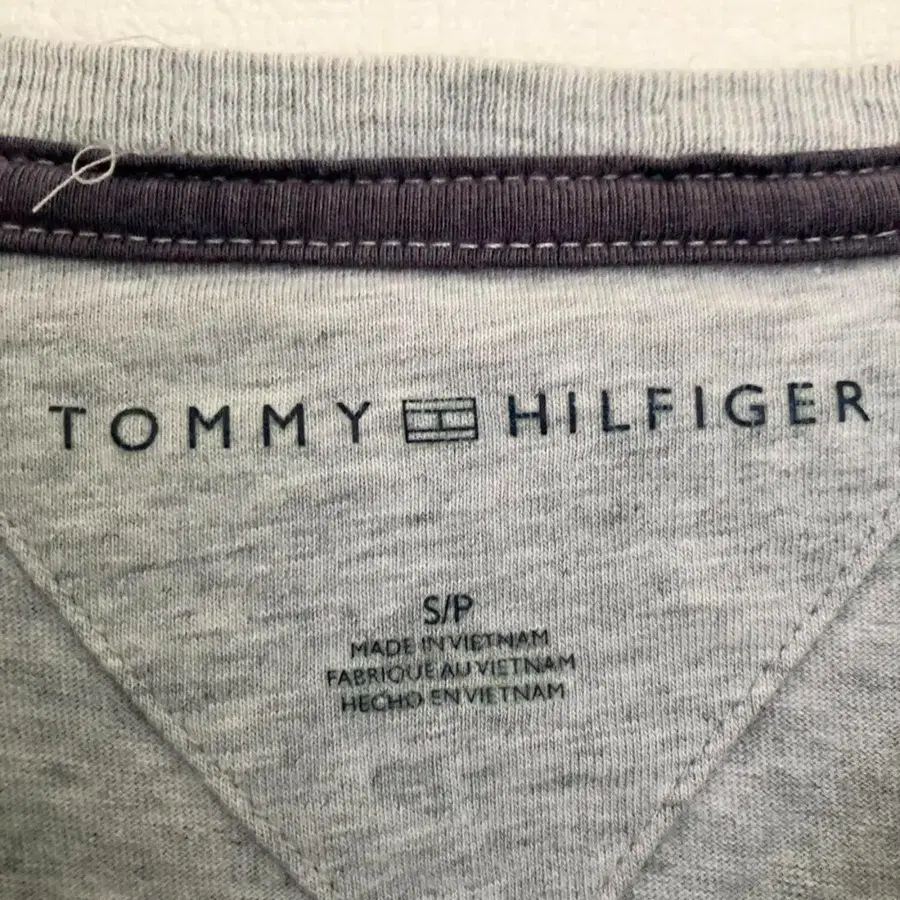 TOMMY HILFIGER
S/P
MADE IN VIETNAM
FABRIQUE AU VIETNAM
HECHO EN VIETNAM